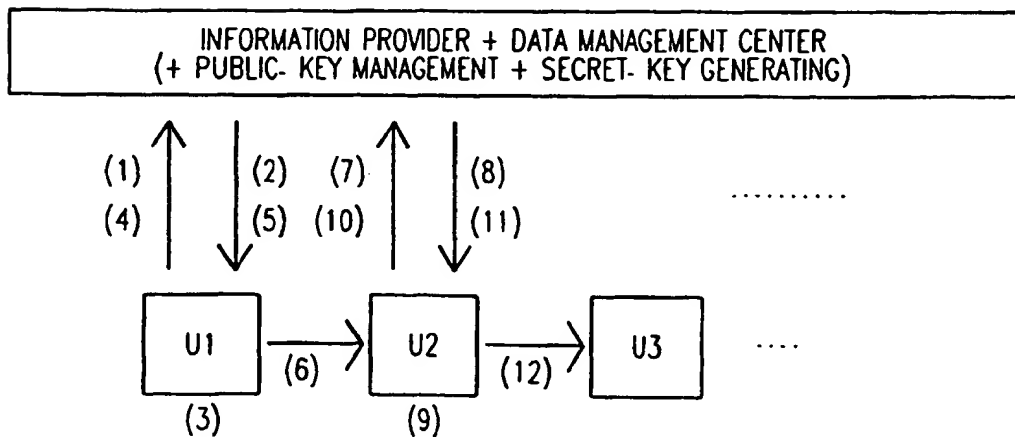 INFORMATION PROVIDER + DATA MANAGEMENT CENTER
(+ PUBLIC- KEY MANAGEMENT + SECRET- KEY GENERATING)
(1) (2) (7) (8)
(4) (5) (10) (11)
..........
U1 U2 U3 ....
(6) (12)
(3) (9)